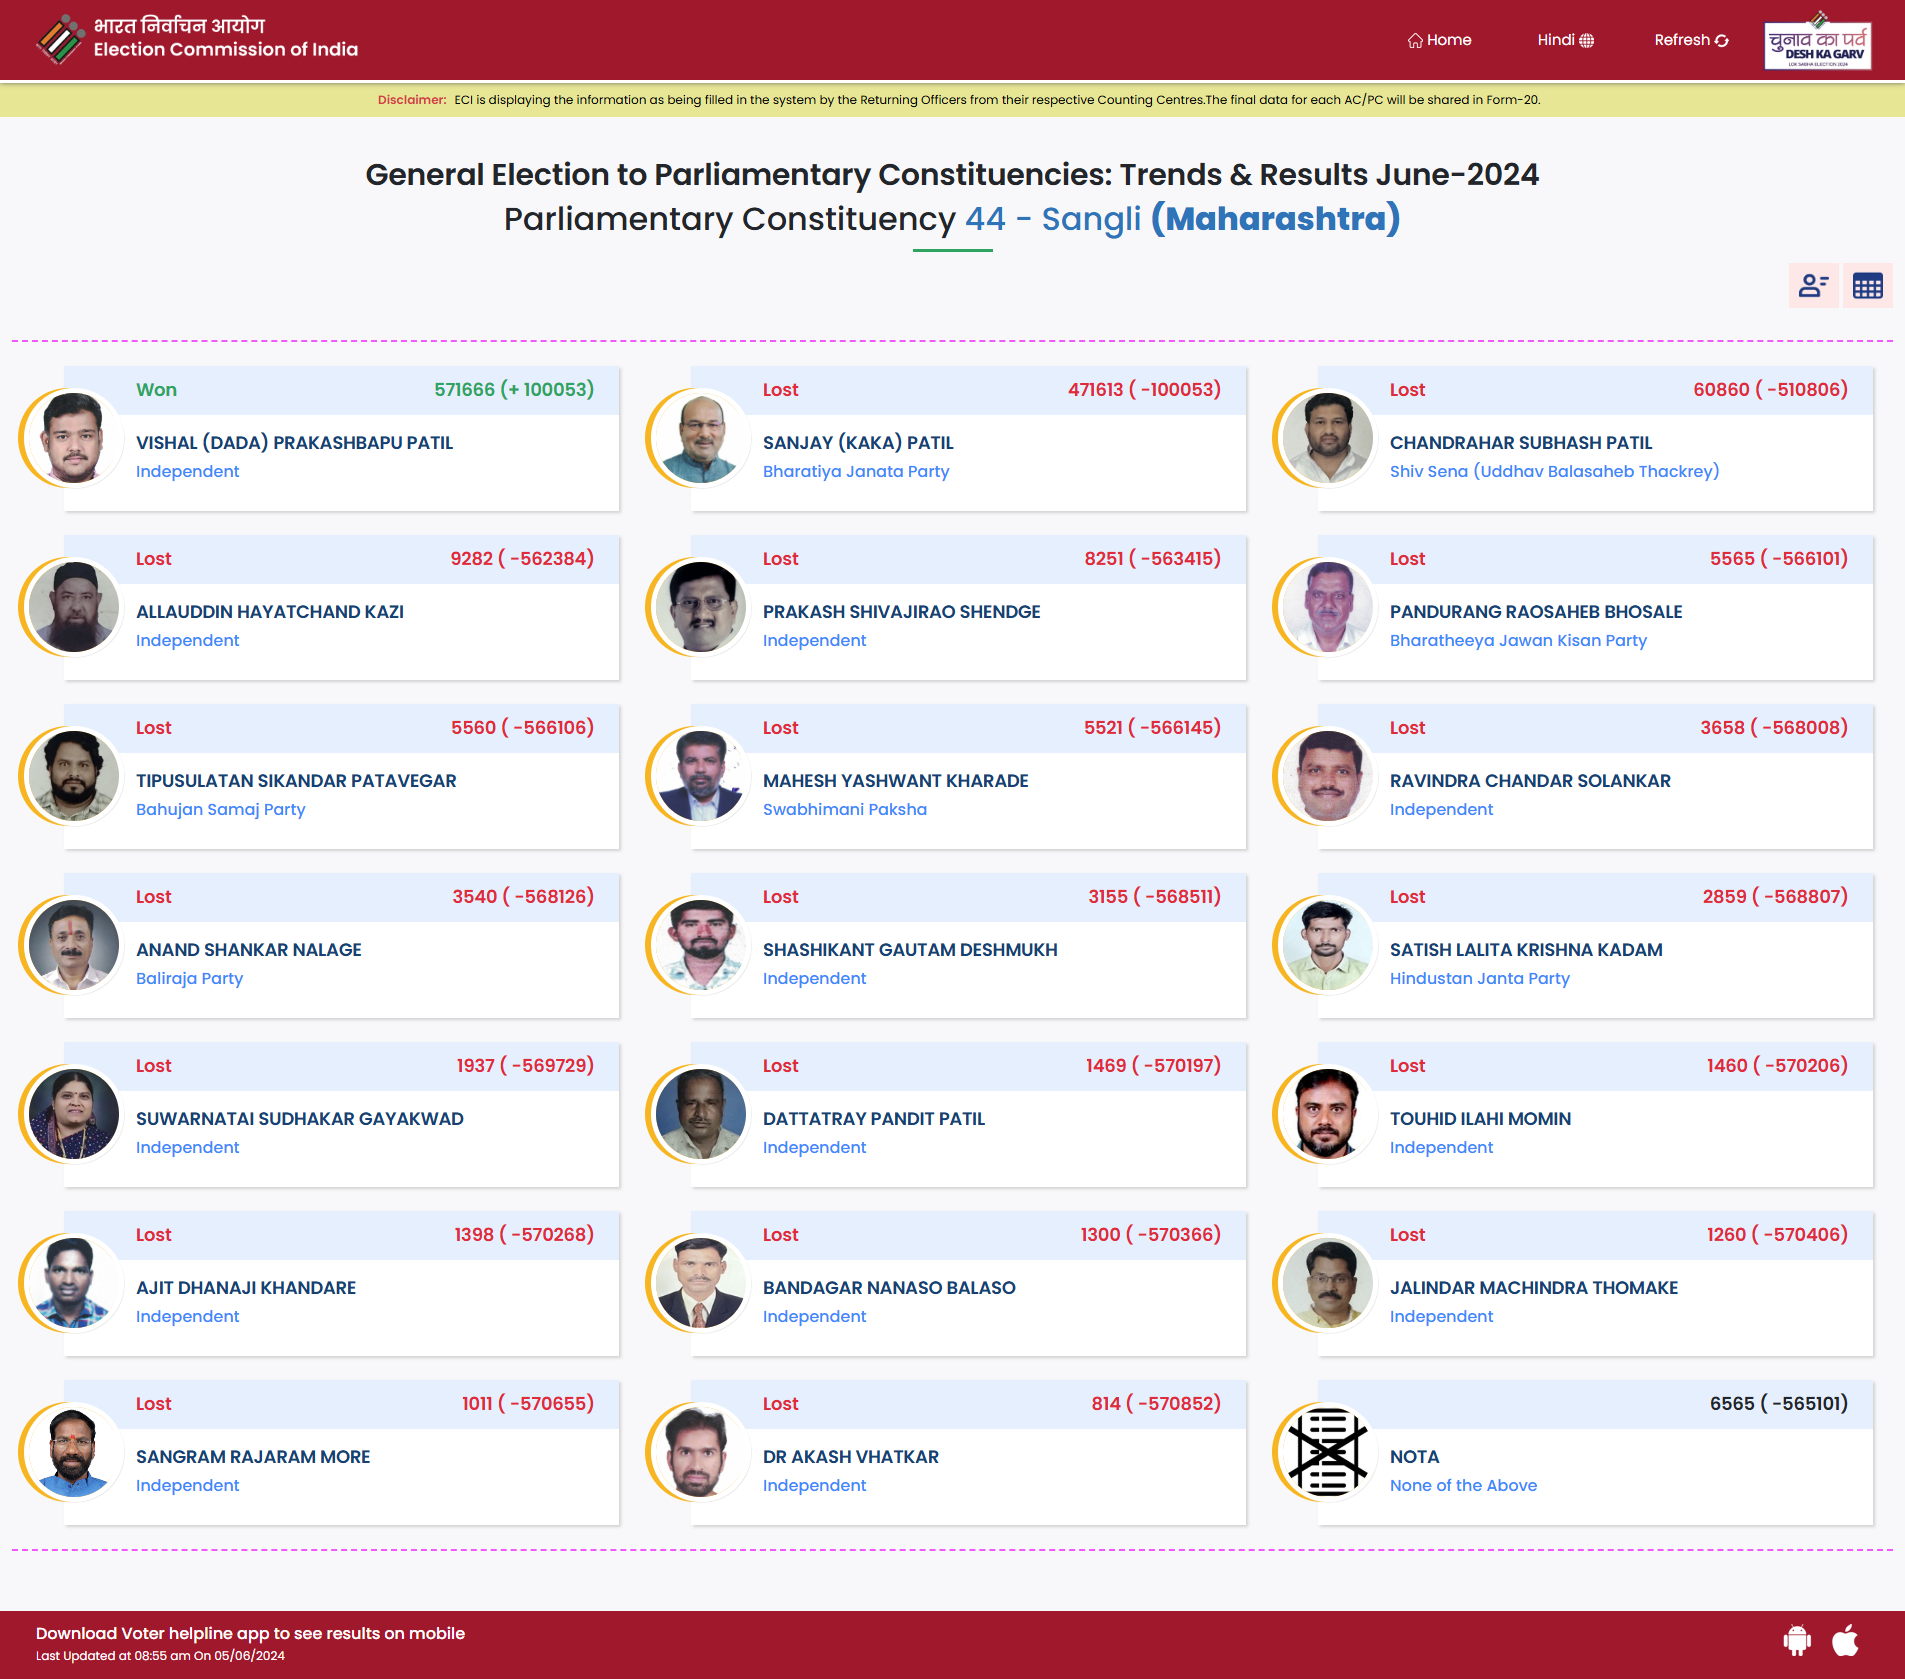 भारत निर्वाचन आयोग
Election Commission of India
Home
Hindi
Refresh
चुनाव का पर्व
DESH KA GARV
LOK SABHA ELECTION 2024
Disclaimer: ECI is displaying the information as being filled in the system by the Returning Officers from their respective Counting Centres.The final data for each AC/PC will be shared in Form-20.
General Election to Parliamentary Constituencies: Trends & Results June-2024
Parliamentary Constituency 44 - Sangli (Maharashtra)
Won 571666 (+ 100053)
VISHAL (DADA) PRAKASHBAPU PATIL
Independent
Lost 471613 ( -100053)
SANJAY (KAKA) PATIL
Bharatiya Janata Party
Lost 60860 ( -510806)
CHANDRAHAR SUBHASH PATIL
Shiv Sena (Uddhav Balasaheb Thackrey)
Lost 9282 ( -562384)
ALLAUDDIN HAYATCHAND KAZI
Independent
Lost 8251 ( -563415)
PRAKASH SHIVAJIRAO SHENDGE
Independent
Lost 5565 ( -566101)
PANDURANG RAOSAHEB BHOSALE
Bharatheeya Jawan Kisan Party
Lost 5560 ( -566106)
TIPUSULATAN SIKANDAR PATAVEGAR
Bahujan Samaj Party
Lost 5521 ( -566145)
MAHESH YASHWANT KHARADE
Swabhimani Paksha
Lost 3658 ( -568008)
RAVINDRA CHANDAR SOLANKAR
Independent
Lost 3540 ( -568126)
ANAND SHANKAR NALAGE
Baliraja Party
Lost 3155 ( -568511)
SHASHIKANT GAUTAM DESHMUKH
Independent
Lost 2859 ( -568807)
SATISH LALITA KRISHNA KADAM
Hindustan Janta Party
Lost 1937 ( -569729)
SUWARNATAI SUDHAKAR GAYAKWAD
Independent
Lost 1469 ( -570197)
DATTATRAY PANDIT PATIL
Independent
Lost 1460 ( -570206)
TOUHID ILAHI MOMIN
Independent
Lost 1398 ( -570268)
AJIT DHANAJI KHANDARE
Independent
Lost 1300 ( -570366)
BANDAGAR NANASO BALASO
Independent
Lost 1260 ( -570406)
JALINDAR MACHINDRA THOMAKE
Independent
Lost 1011 ( -570655)
SANGRAM RAJARAM MORE
Independent
Lost 814 ( -570852)
DR AKASH VHATKAR
Independent
6565 ( -565101)
NOTA
None of the Above
Download Voter helpline app to see results on mobile
Last Updated at 08:55 am On 05/06/2024